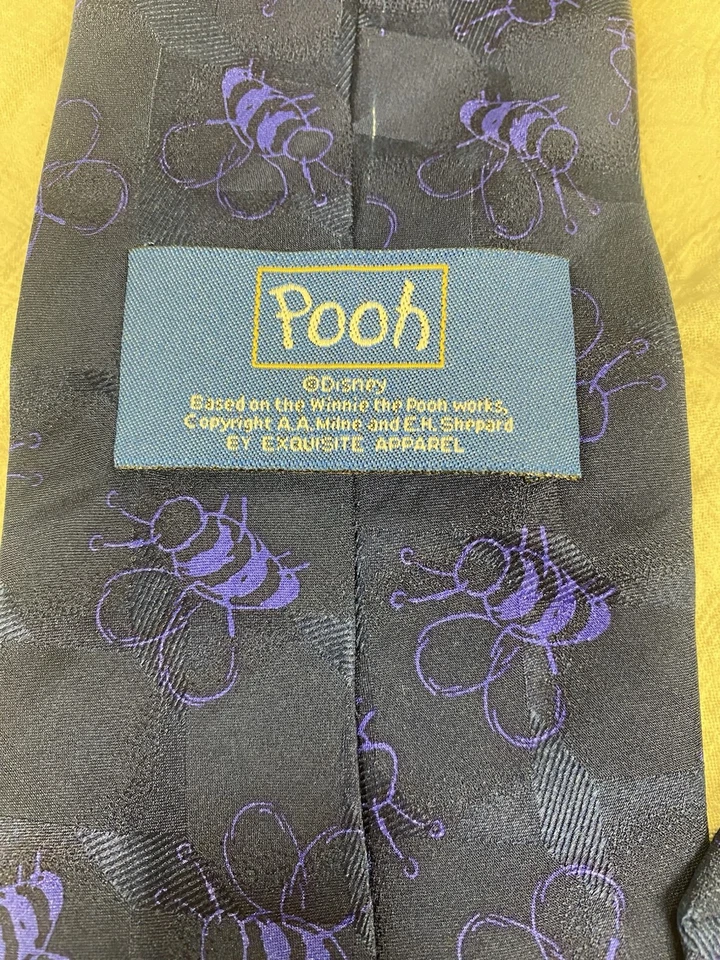 Pooh
©Disney
Based on the Winnie the Pooh works,
Copyright A.A. Milne and E.H. Shepard
BY EXQUISITE APPAREL